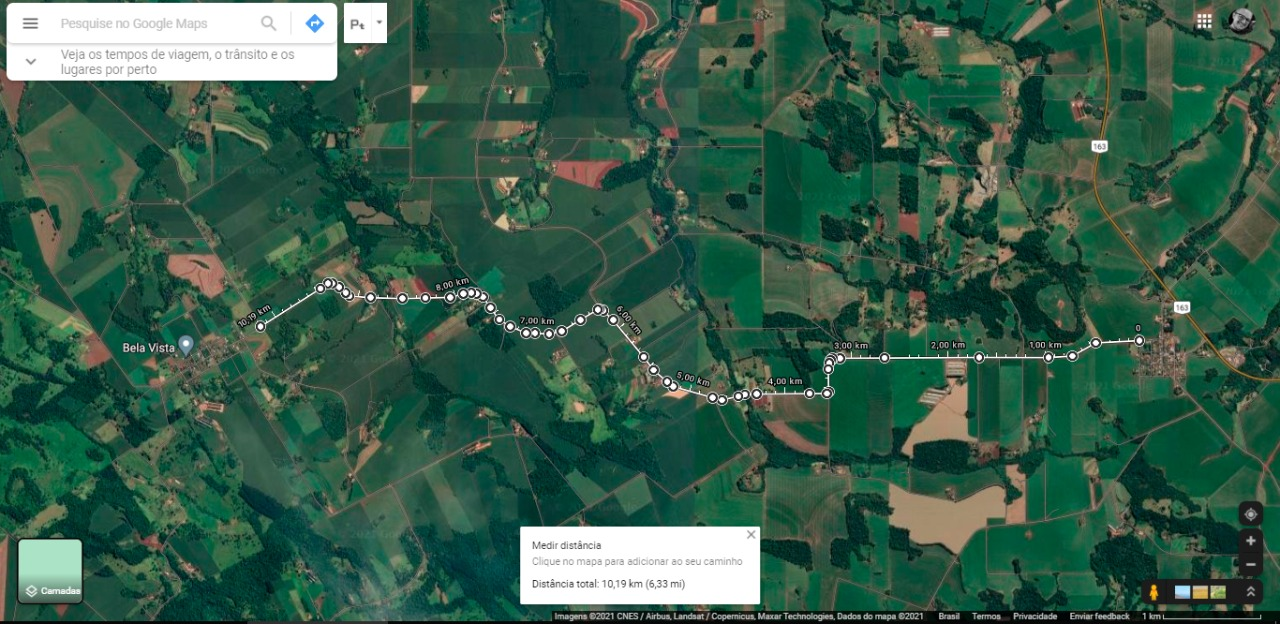 Pesquise no Google Maps
Veja os tempos de viagem, o trânsito e os
lugares por perto
163
163
10,19 km
8,00 km
7,00 km
6,00 km
5,00 km
4,00 km
3,00 km
2,00 km
1,00 km
0
Bela Vista
Medir distância
Clique no mapa para adicionar ao seu caminho
Distância total: 10,19 km (6,33 mi)
Camadas
Imagens ©2021 CNES / Airbus, Landsat / Copernicus, Maxar Technologies, Dados do mapa ©2021 Brasil Termos Privacidade Enviar feedback 1 km